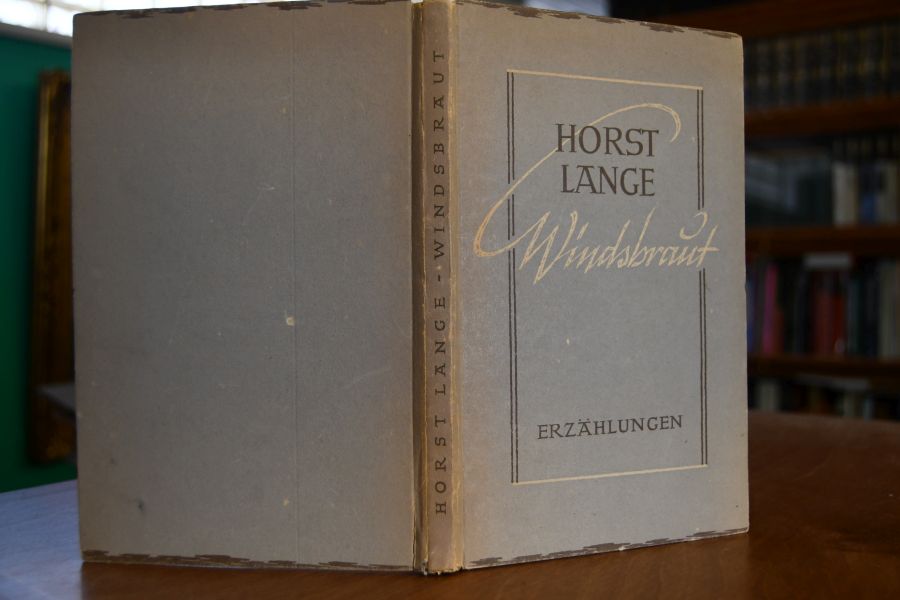 HORST LANGE - WINDSBRAUT
HORST
LANGE
Windsbraut
ERZÄHLUNGEN